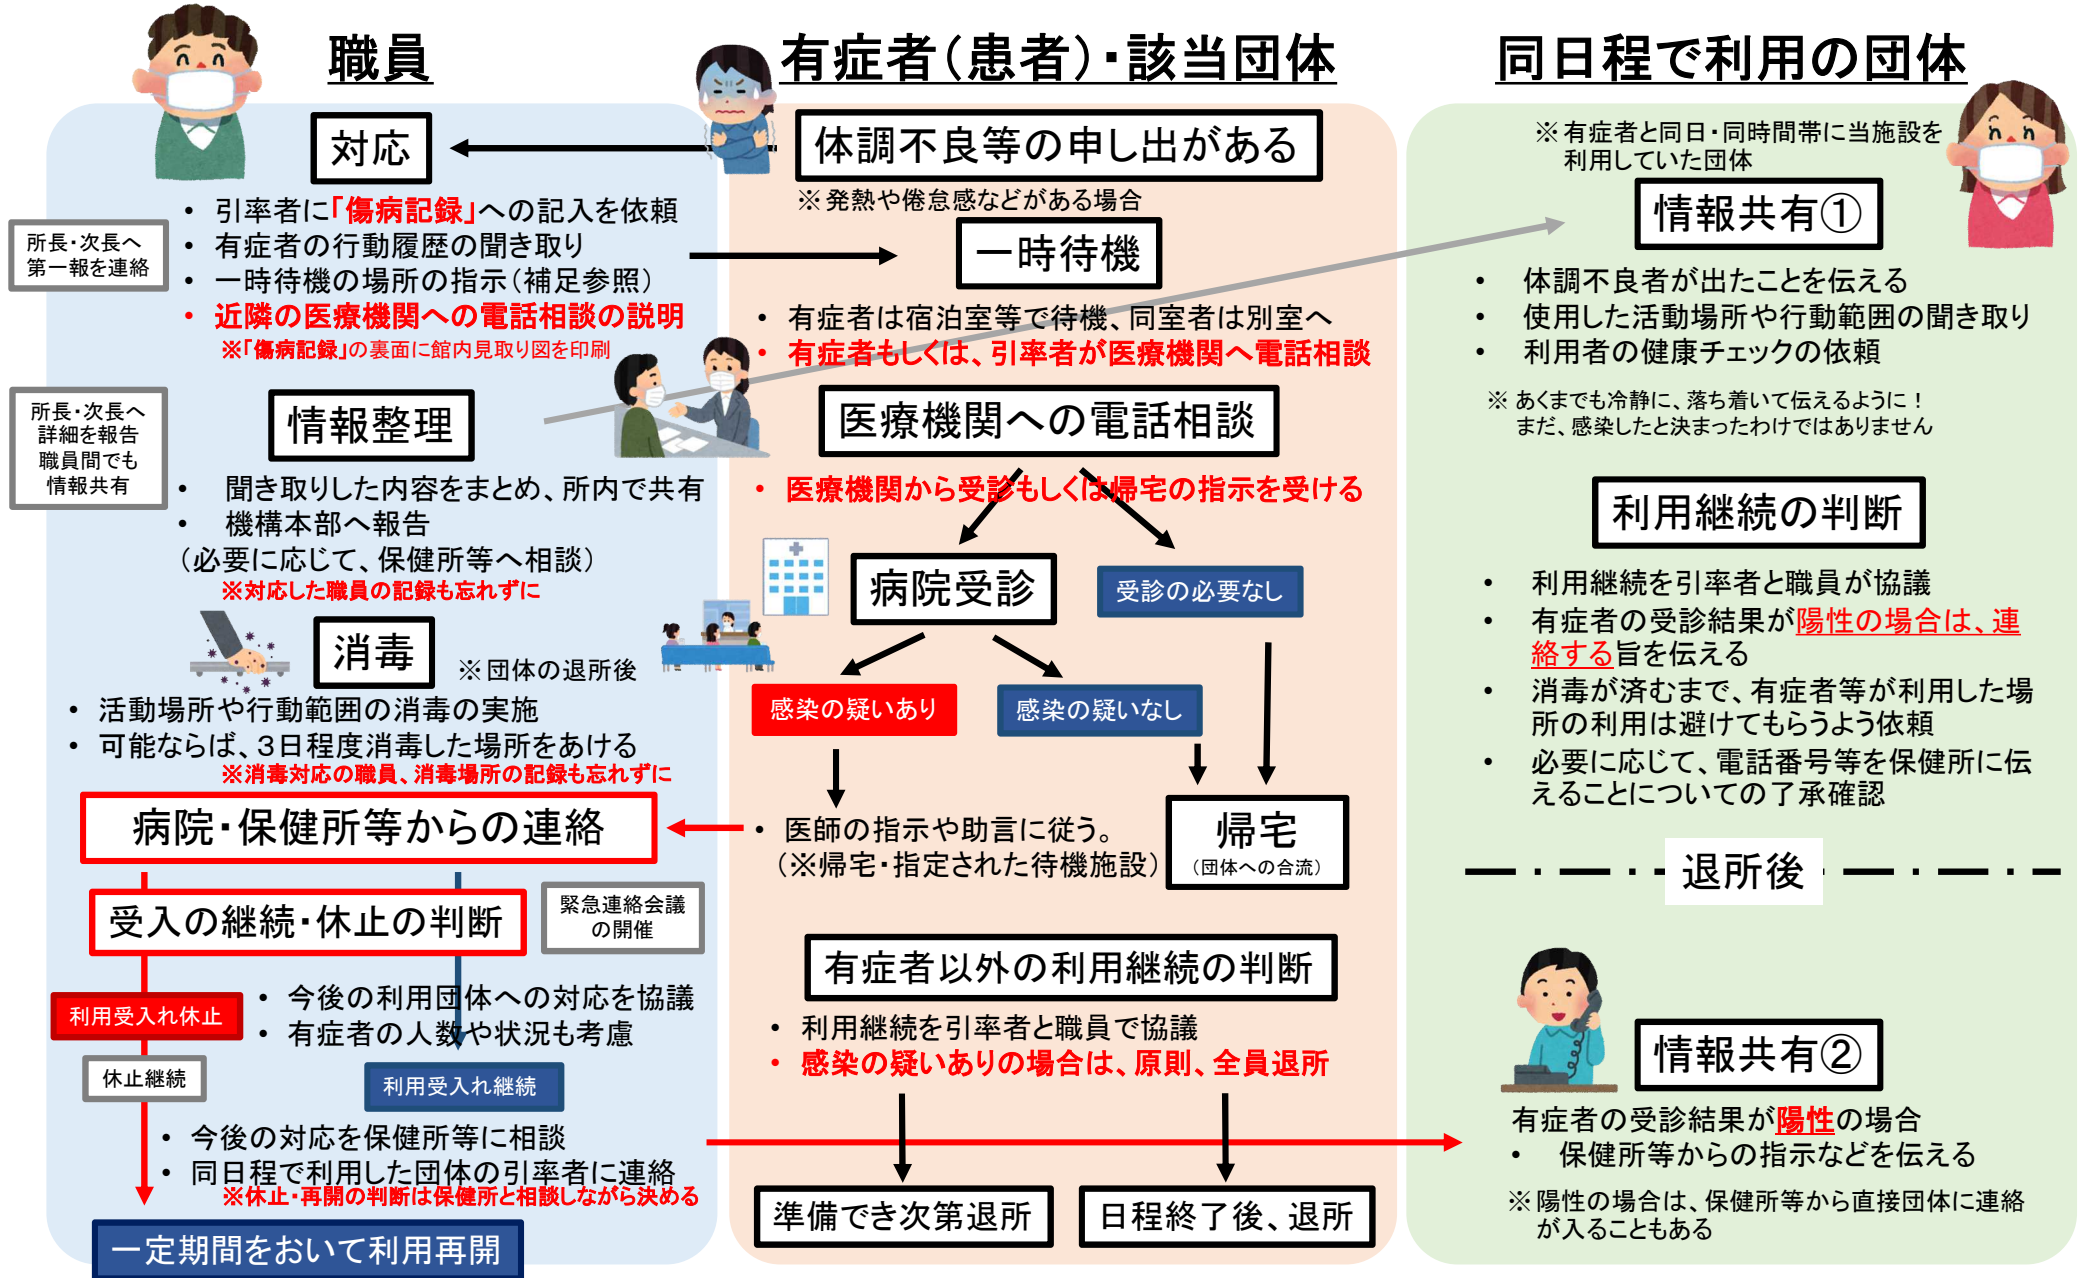 職員
対応
・ 引率者に「傷病記録」への記入を依頼
・ 有症者の行動履歴の聞き取り
・ 一時待機の場所の指示（補足参照）
・ 近隣の医療機関への電話相談の説明
※「傷病記録」の裏面に館内見取り図を印刷
所長・次長へ
第一報を連絡
情報整理
所長・次長へ
詳細を報告
職員間でも
情報共有
・ 聞き取りした内容をまとめ、所内で共有
・ 機構本部へ報告
（必要に応じて、保健所等へ相談）
※対応した職員の記録も忘れずに
消毒
※団体の退所後
・ 活動場所や行動範囲の消毒の実施
・ 可能ならば、３日程度消毒した場所をあける
※消毒対応の職員、消毒場所の記録も忘れずに
病院・保健所等からの連絡
受入の継続・休止の判断
緊急連絡会議
の開催
利用受入れ休止
・ 今後の利用団体への対応を協議
・ 有症者の人数や状況も考慮
休止継続
利用受入れ継続
・ 今後の対応を保健所等に相談
・ 同日程で利用した団体の引率者に連絡
※休止・再開の判断は保健所と相談しながら決める
一定期間をおいて利用再開
有症者（患者）・該当団体
体調不良等の申し出がある
※発熱や倦怠感などがある場合
一時待機
・ 有症者は宿泊室等で待機、同室者は別室へ
・ 有症者もしくは、引率者が医療機関へ電話相談
医療機関への電話相談
・ 医療機関から受診もしくは帰宅の指示を受ける
病院受診
受診の必要なし
感染の疑いあり
感染の疑いなし
・ 医師の指示や助言に従う。
（※帰宅・指定された待機施設）
帰宅
（団体への合流）
有症者以外の利用継続の判断
・ 利用継続を引率者と職員で協議
・ 感染の疑いありの場合は、原則、全員退所
準備でき次第退所
日程終了後、退所
同日程で利用の団体
※有症者と同日・同時間帯に当施設を
利用していた団体
情報共有①
・ 体調不良者が出たことを伝える
・ 使用した活動場所や行動範囲の聞き取り
・ 利用者の健康チェックの依頼
※ あくまでも冷静に、落ち着いて伝えるように！
まだ、感染したと決まったわけではありません
利用継続の判断
・ 利用継続を引率者と職員が協議
・ 有症者の受診結果が陽性の場合は、連
絡する旨を伝える
・ 消毒が済むまで、有症者等が利用した場
所の利用は避けてもらうよう依頼
・ 必要に応じて、電話番号等を保健所に伝
えることについての了承確認
退所後
情報共有②
有症者の受診結果が陽性の場合
・ 保健所等からの指示などを伝える
※陽性の場合は、保健所等から直接団体に連絡
が入ることもある